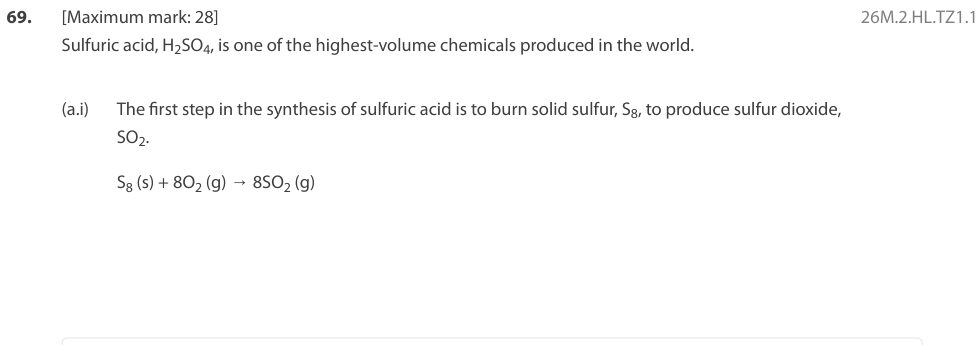 69. [Maximum mark: 28] 26M.2.HL.TZ1.1
Sulfuric acid, H₂SO₄, is one of the highest-volume chemicals produced in the world.
(a.i) The first step in the synthesis of sulfuric acid is to burn solid sulfur, S₈, to produce sulfur dioxide,
SO₂.
S₈ (s) + 8O₂ (g) → 8SO₂ (g)